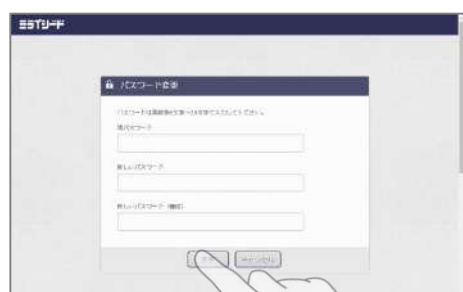 ミライシード
パスワード変更
現パスワード
新しいパスワード
新しいパスワード（確認）
キャンセル